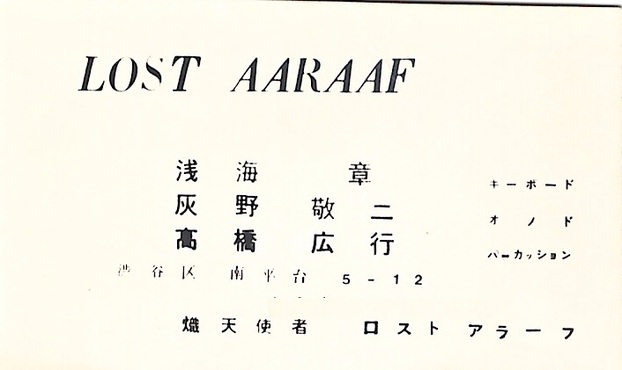 LOST AARAAF
浅海 章 キーボード
灰野 敬二 オノド
高橋 広行 パーカッション
渋谷区 南平台 5-12
熾天使者 ロスト アラーフ